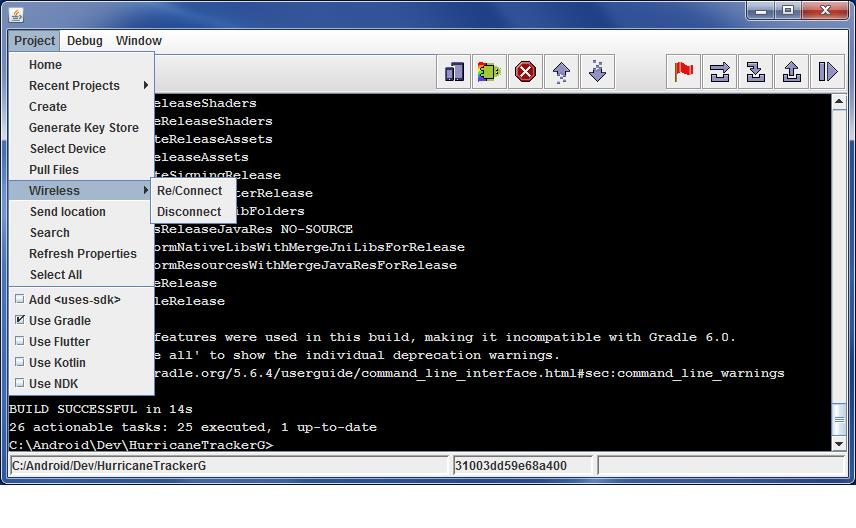 Project Debug Window
Home
Recent Projects
Create
Generate Key Store
Select Device
Pull Files
Wireless
Send location
Search
Refresh Properties
Select All
Add <uses-sdk>
Use Gradle
Use Flutter
Use Kotlin
Use NDK
Re/Connect
Disconnect
eleaseShaders
eReleaseShaders
teReleaseAssets
eleaseAssets
teSigningRelease
terRelease
ibFolders
sReleaseJavaRes NO-SOURCE
ormNativeLibsWithMergeJniLibsForRelease
ormResourcesWithMergeJavaResForRelease
eRelease
leRelease
features were used in this build, making it incompatible with Gradle 6.0.
e all' to show the individual deprecation warnings.
radle.org/5.6.4/userguide/command_line_interface.html#sec:command_line_warnings
BUILD SUCCESSFUL in 14s
26 actionable tasks: 25 executed, 1 up-to-date
C:\Android\Dev\HurricaneTrackerG>
C:/Android/Dev/HurricaneTrackerG
31003dd59e68a400